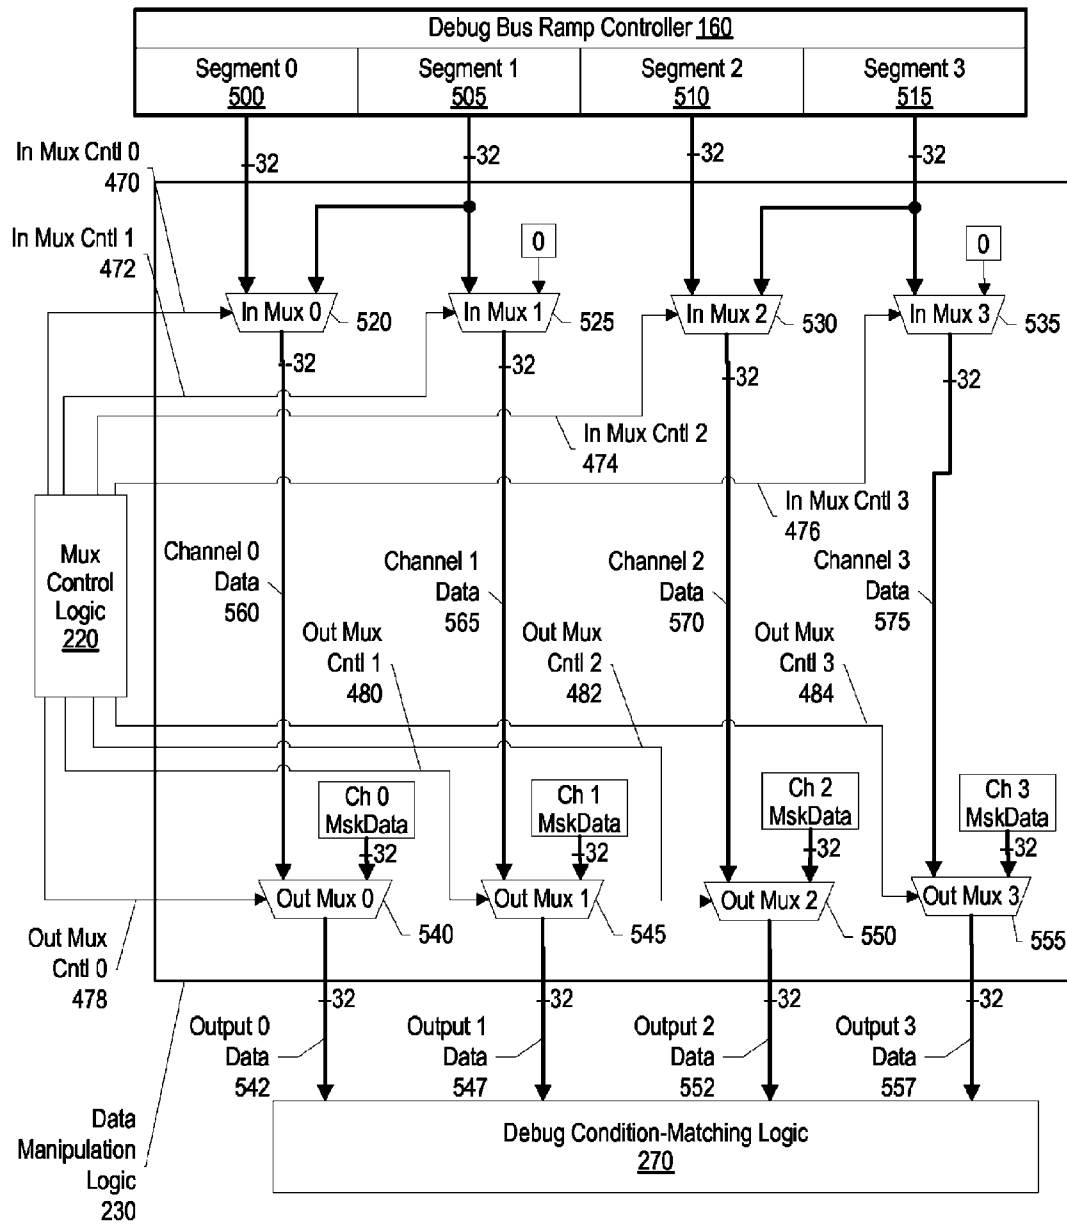 Debug Bus Ramp Controller 160
Segment 0
500
Segment 1
505
Segment 2
510
Segment 3
515
32
32
32
32
In Mux Cntl 0
470
In Mux Cntl 1
472
0
0
In Mux 0
520
In Mux 1
525
In Mux 2
530
In Mux 3
535
32
32
32
32
In Mux Cntl 2
474
In Mux Cntl 3
476
Mux
Control
Logic
220
Channel 0
Data
560
Channel 1
Data
565
Channel 2
Data
570
Channel 3
Data
575
Out Mux
Cntl 1
480
Out Mux
Cntl 2
482
Out Mux
Cntl 3
484
Ch 0
MskData
Ch 1
MskData
Ch 2
MskData
Ch 3
MskData
32
32
32
32
Out Mux 0
540
Out Mux 1
545
Out Mux 2
550
Out Mux 3
555
Out Mux
Cntl 0
478
32
32
32
32
Output 0
Data
542
Output 1
Data
547
Output 2
Data
552
Output 3
Data
557
Data
Manipulation
Logic
230
Debug Condition-Matching Logic
270